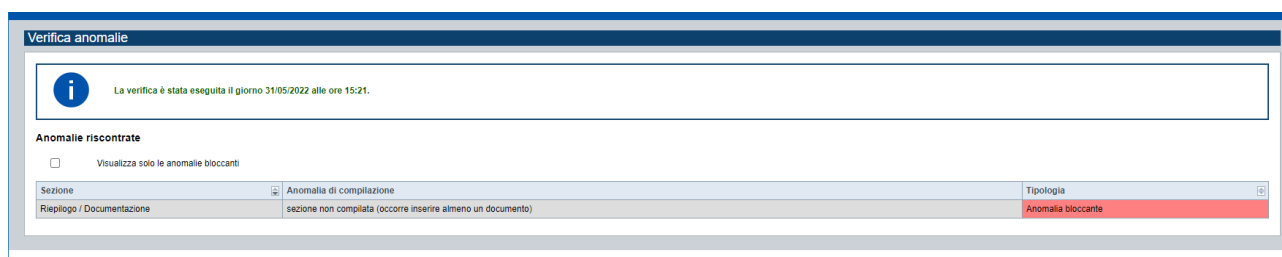 Verifica anomalie
i
La verifica è stata eseguita il giorno 31/05/2022 alle ore 15:21.
Anomalie riscontrate
Visualizza solo le anomalie bloccanti
Sezione Anomalia di compilazione Tipologia
Riepilogo / Documentazione sezione non compilata (occorre inserire almeno un documento) Anomalia bloccante